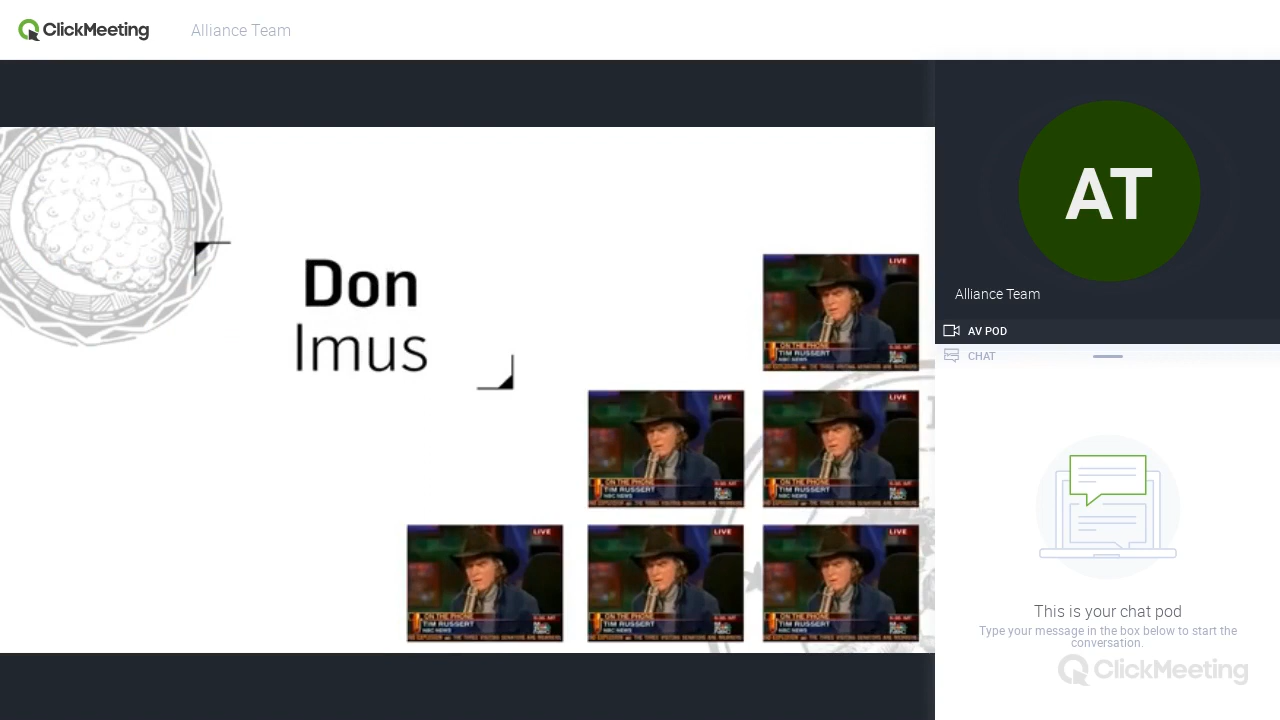 ClickMeeting
Alliance Team
Don
Imus
LIVE
ON THE PHONE
TIM RUSSERT
NBC NEWS
LIVE
ON THE PHONE
TIM RUSSERT
NBC NEWS
LIVE
ON THE PHONE
TIM RUSSERT
NBC NEWS
LIVE
ON THE PHONE
TIM RUSSERT
NBC NEWS
LIVE
ON THE PHONE
TIM RUSSERT
NBC NEWS
LIVE
ON THE PHONE
TIM RUSSERT
NBC NEWS
AT
Alliance Team
AV POD
CHAT
This is your chat pod
Type your message in the box below to start the
conversation.
ClickMeeting